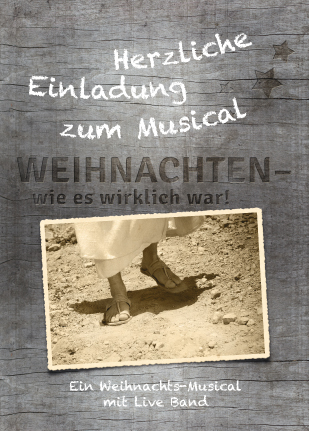 Herzliche
Einladung
zum Musical
WEIHNACHTEN–
wie es wirklich war!
Ein Weihnachts-Musical
mit Live Band